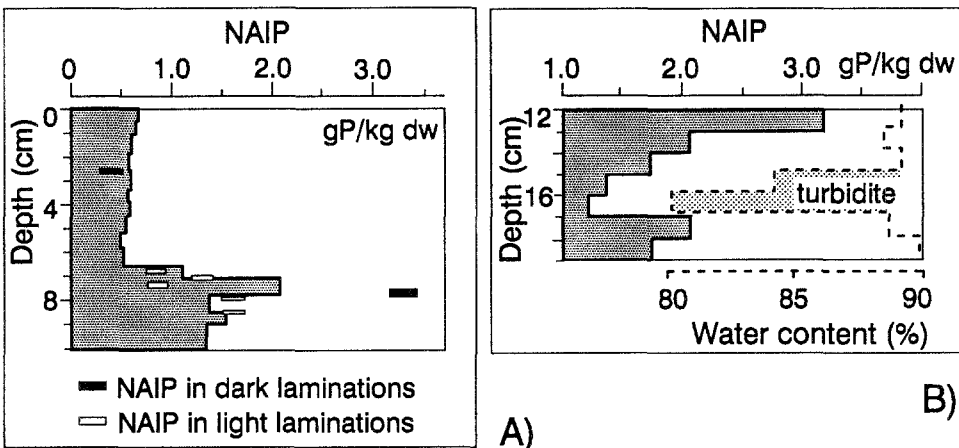 NAIP
0 1.0 2.0 3.0
gP/kg dw
0
4
8
Depth (cm)
NAIP in dark laminations
NAIP in light laminations
A)
NAIP
1.0 2.0 3.0 gP/kg dw
12
16
Depth (cm)
turbidite
80 85 90
Water content (%)
B)